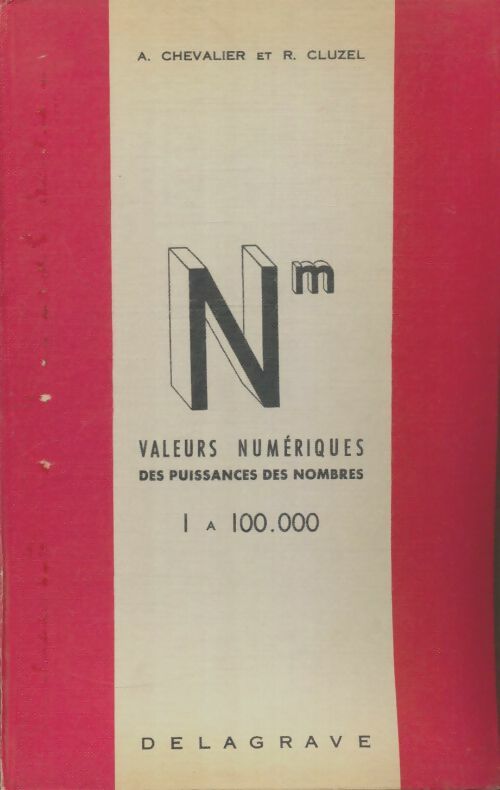 A. CHEVALIER ET R. CLUZEL
Nm
VALEURS NUMÉRIQUES
DES PUISSANCES DES NOMBRES
1 A 100.000
DELAGRAVE